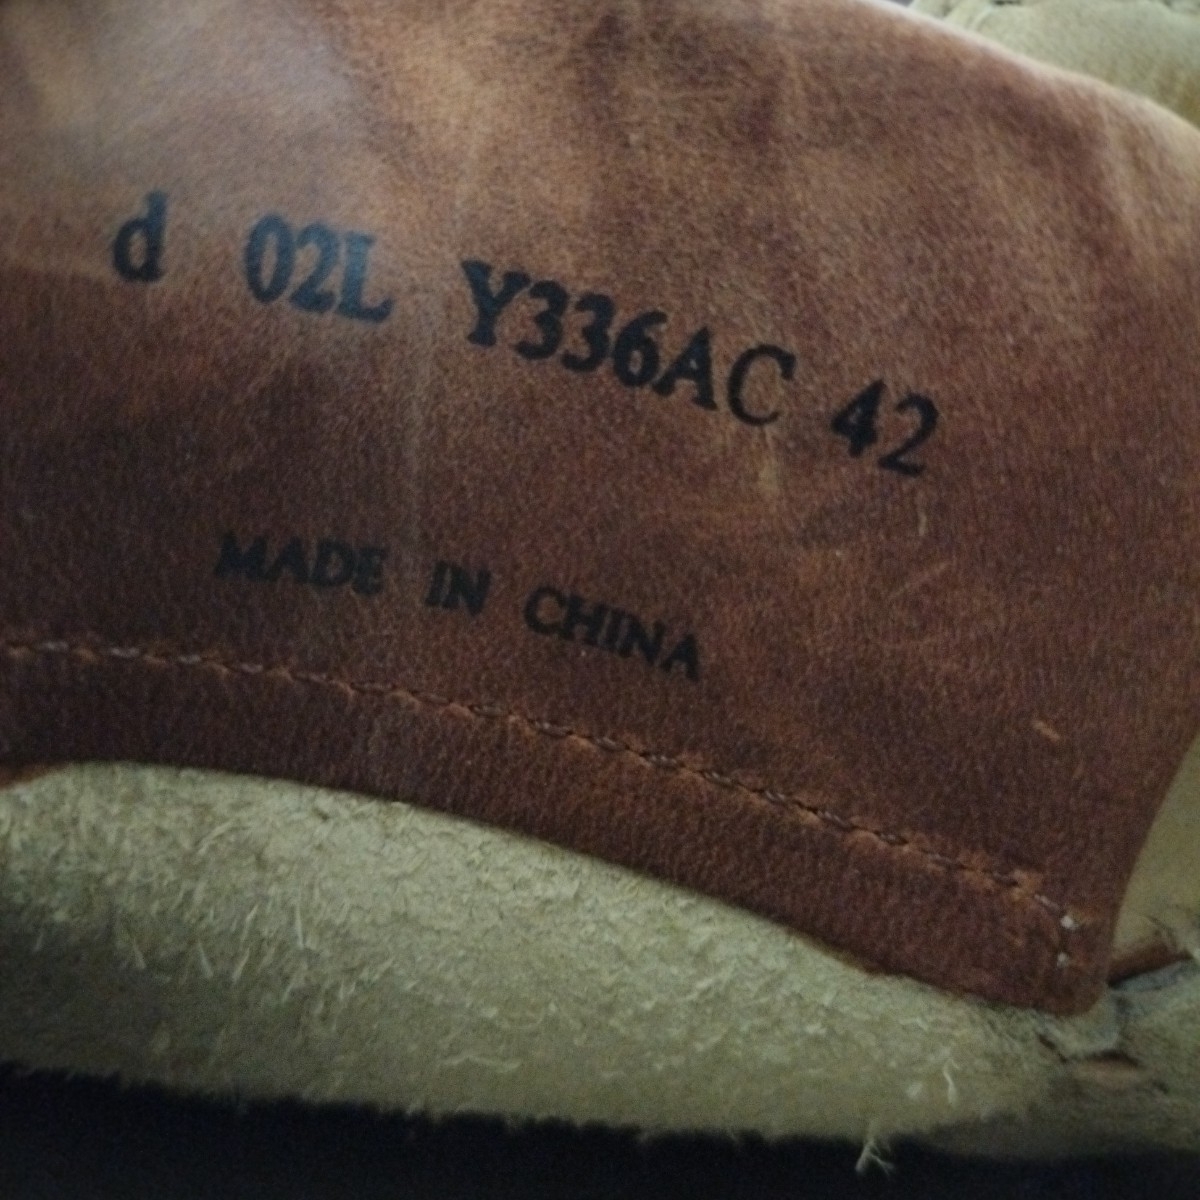 d 02L Y336AC 42
MADE IN CHINA